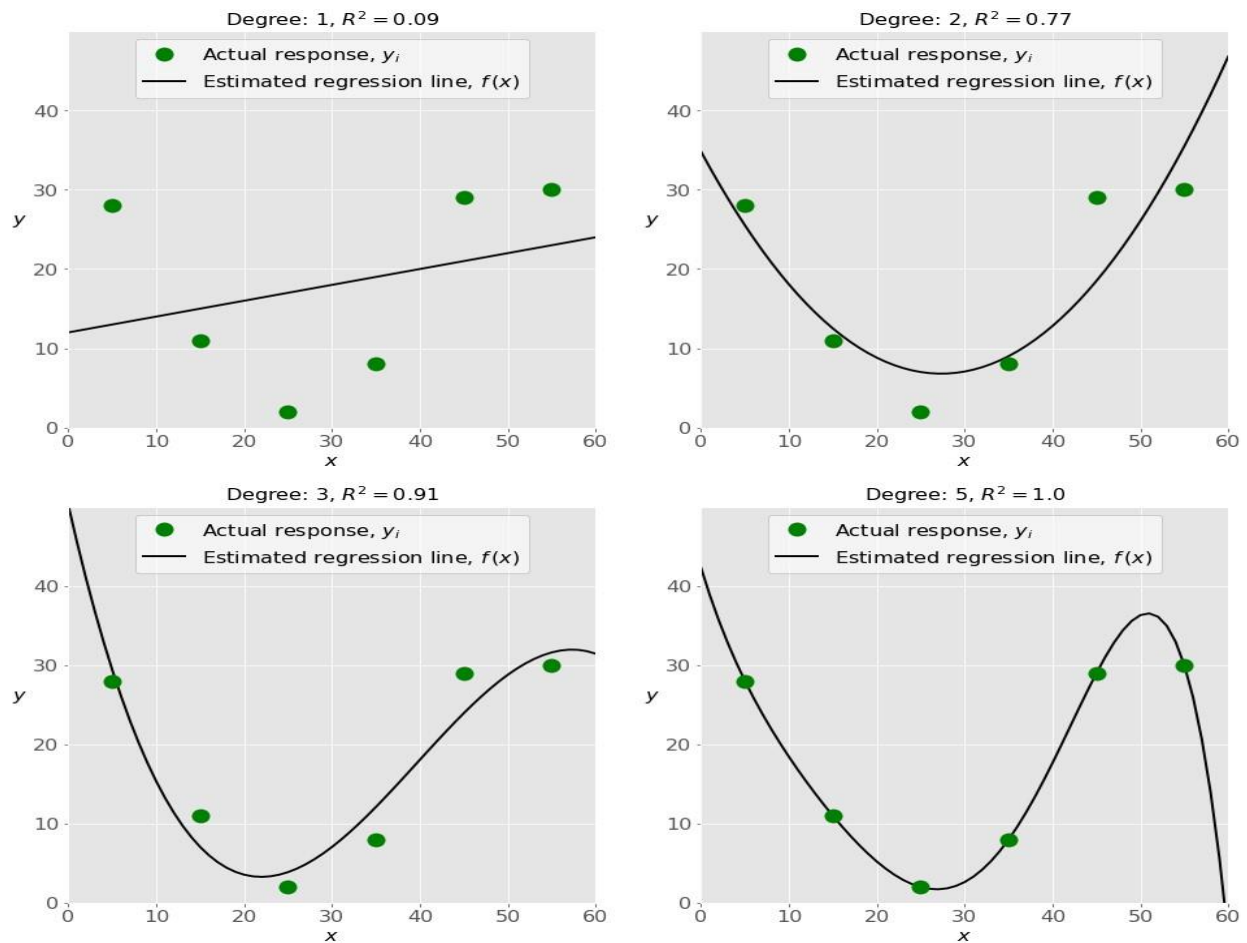 Degree: 1, R² = 0.09
Actual response, yᵢ
Estimated regression line, f(x)
40
30
y
20
10
0
0 10 20 30 40 50 60
x
Degree: 2, R² = 0.77
Actual response, yᵢ
Estimated regression line, f(x)
40
30
y
20
10
0
0 10 20 30 40 50 60
x
Degree: 3, R² = 0.91
Actual response, yᵢ
Estimated regression line, f(x)
40
30
y
20
10
0
0 10 20 30 40 50 60
x
Degree: 5, R² = 1.0
Actual response, yᵢ
Estimated regression line, f(x)
40
30
y
20
10
0
0 10 20 30 40 50 60
x